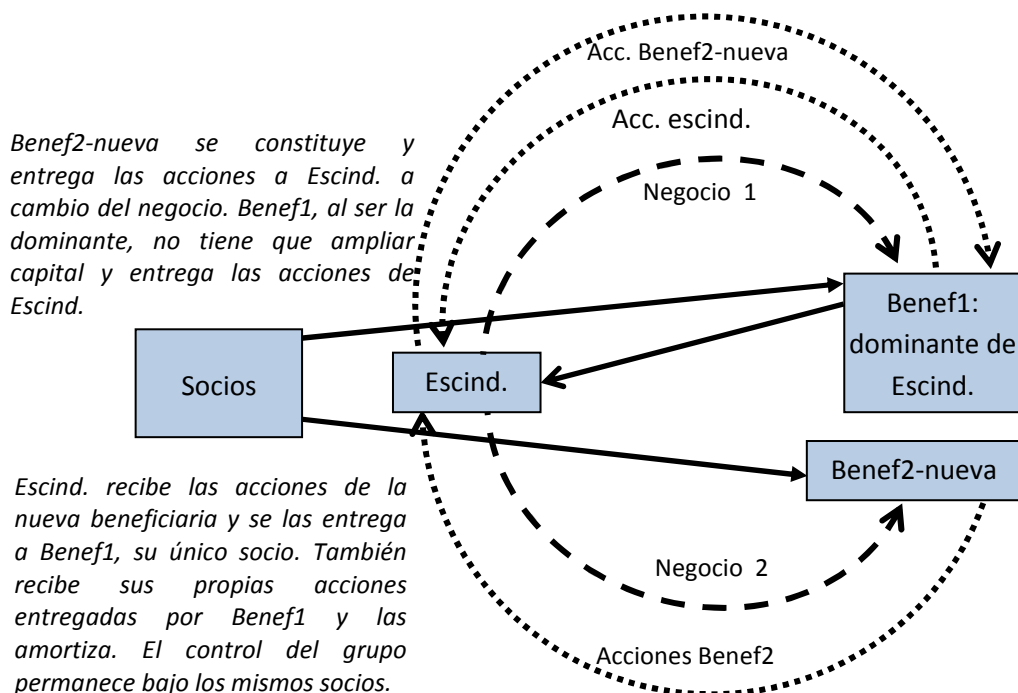 Acc. Benef2-nueva
Acc. escind.
Negocio 1
Benef2-nueva se constituye y
entrega las acciones a Escind. a
cambio del negocio. Benef1, al ser la
dominante, no tiene que ampliar
capital y entrega las acciones de
Escind.
Socios
Escind.
Benef1:
dominante de
Escind.
Benef2-nueva
Escind. recibe las acciones de la
nueva beneficiaria y se las entrega
a Benef1, su único socio. También
recibe sus propias acciones
entregadas por Benef1 y las
amortiza. El control del grupo
permanece bajo los mismos socios.
Negocio 2
Acciones Benef2